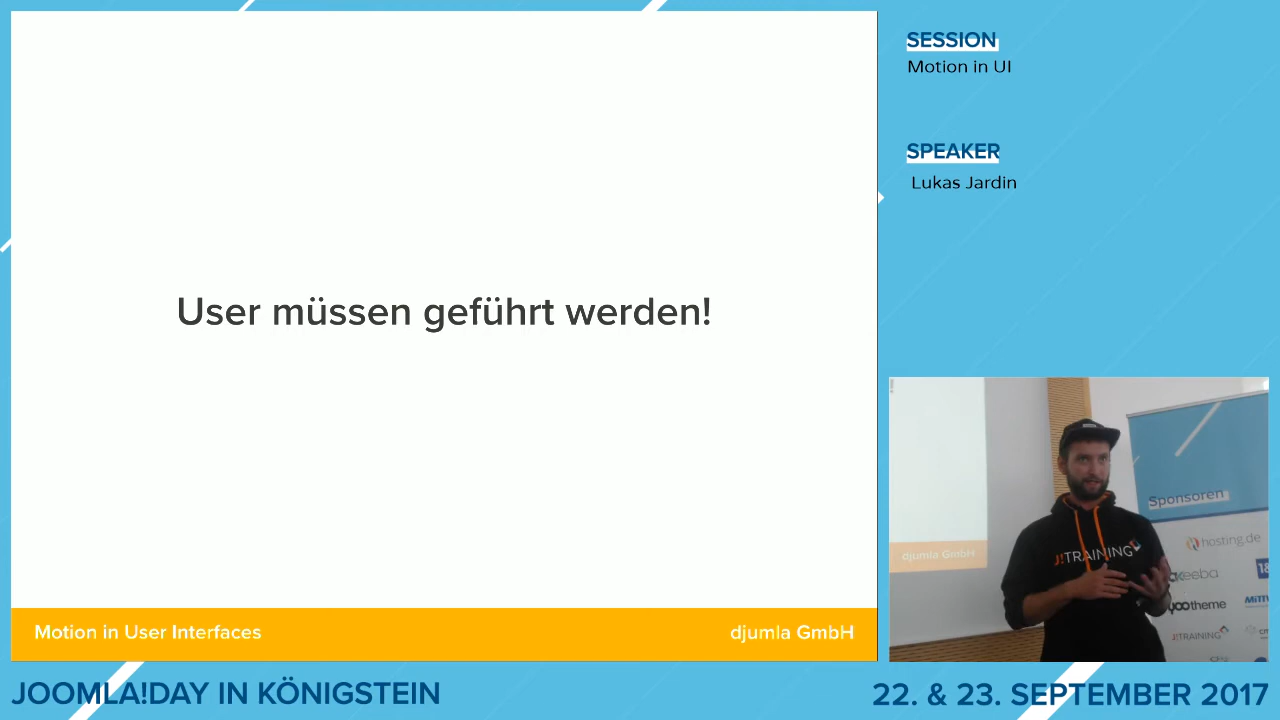 SESSION
Motion in UI
SPEAKER
Lukas Jardin
User müssen geführt werden!
Motion in User Interfaces
djumla GmbH
djumla GmbH
J!TRAINING
Sponsoren
hosting.de
akeeba
yootheme
J!TRAINING
JOOMLA!DAY IN KÖNIGSTEIN
22. & 23. SEPTEMBER 2017